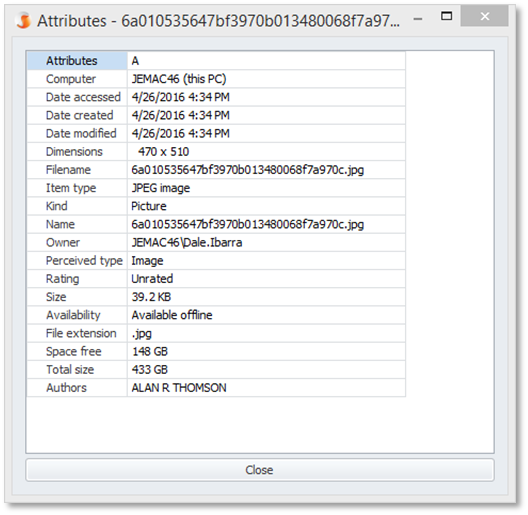 Attributes - 6a010535647bf3970b013480068f7a97...
Attributes A
Computer JEMAC46 (this PC)
Date accessed 4/26/2016 4:34 PM
Date created 4/26/2016 4:34 PM
Date modified 4/26/2016 4:34 PM
Dimensions 470 x 510
Filename 6a010535647bf3970b013480068f7a970c.jpg
Item type JPEG image
Kind Picture
Name 6a010535647bf3970b013480068f7a970c.jpg
Owner JEMAC46\Dale.Ibarra
Perceived type Image
Rating Unrated
Size 39.2 KB
Availability Available offline
File extension .jpg
Space free 148 GB
Total size 433 GB
Authors ALAN R THOMSON
Close